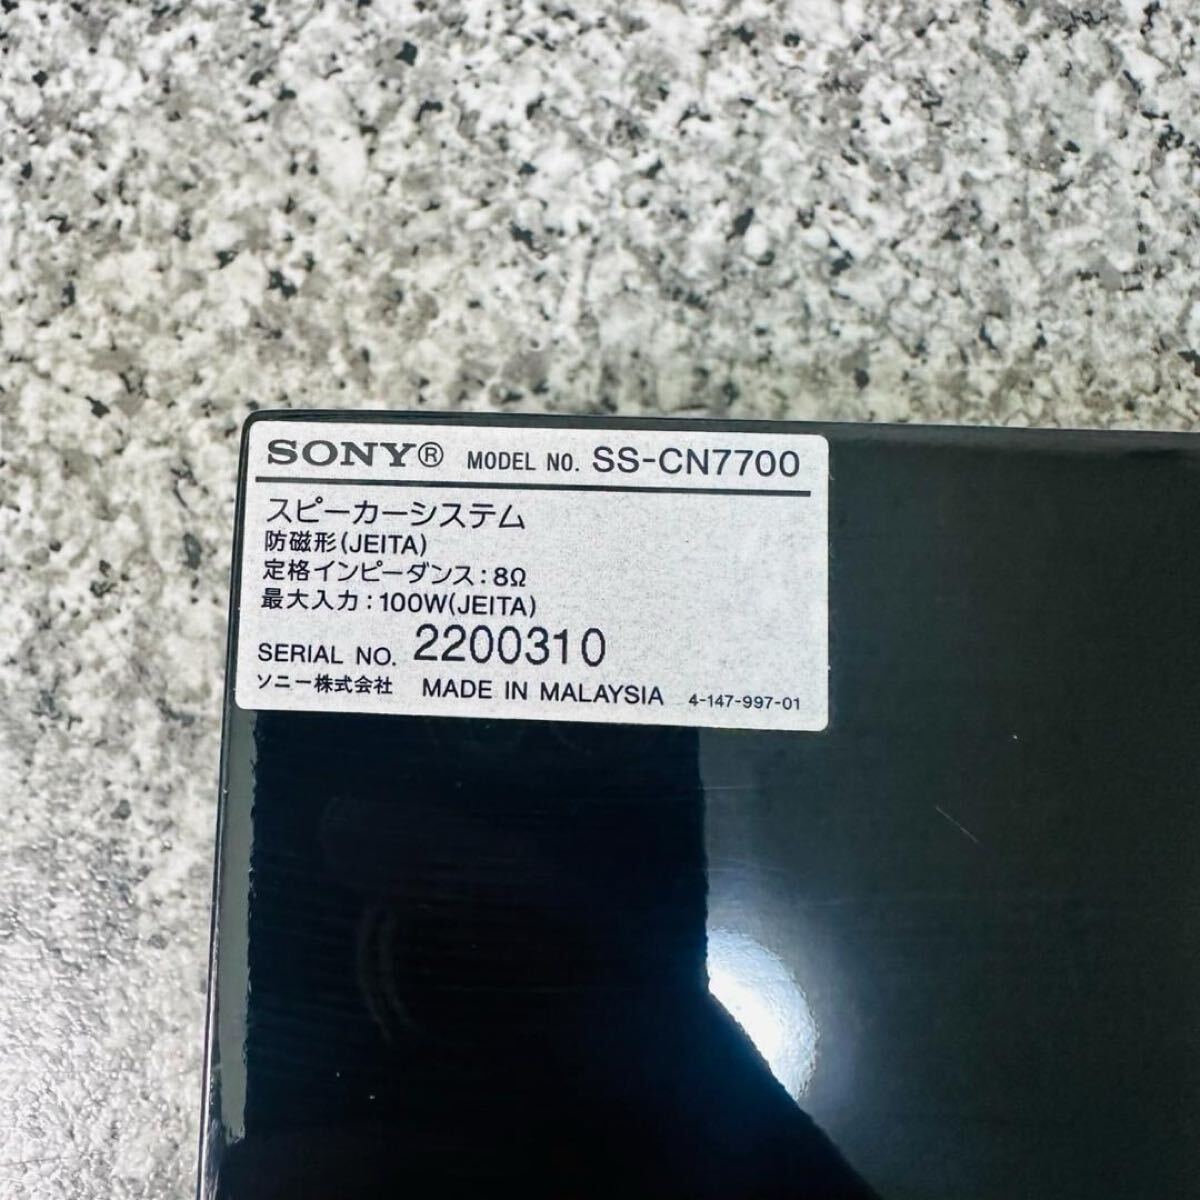 SONY® MODEL NO. SS-CN7700
スピーカーシステム
防磁形(JEITA)
定格インピーダンス:8Ω
最大入力:100W(JEITA)
SERIAL NO. 2200310
ソニー株式会社 MADE IN MALAYSIA 4-147-997-01